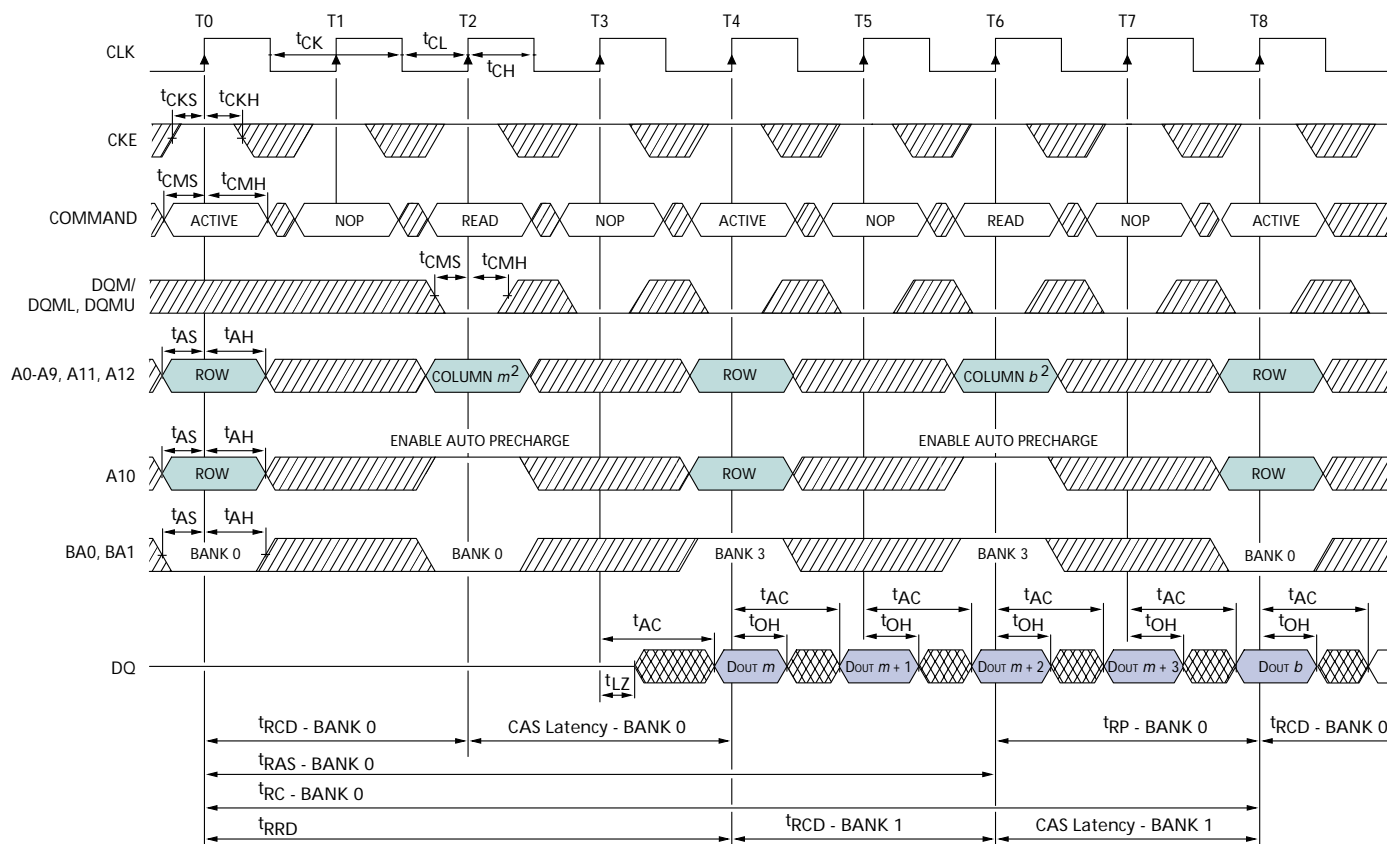 T0 T1 T2 T3 T4 T5 T6 T7 T8
CLK tCK tCL tCH
tCKS tCKH
CKE
tCMS tCMH
COMMAND ACTIVE NOP READ NOP ACTIVE NOP READ NOP ACTIVE
tCMS tCMH
DQM/
DQML, DQMU
tAS tAH
A0-A9, A11, A12 ROW COLUMN m2 ROW COLUMN b2 ROW
tAS tAH ENABLE AUTO PRECHARGE ENABLE AUTO PRECHARGE
A10 ROW ROW ROW
tAS tAH
BA0, BA1 BANK 0 BANK 0 BANK 3 BANK 3 BANK 0
tAC tAC tAC tAC tAC tAC
tOH tOH tOH tOH tOH
DQ DOUT m DOUT m + 1 DOUT m + 2 DOUT m + 3 DOUT b
tLZ
tRCD - BANK 0 CAS Latency - BANK 0 tRP - BANK 0 tRCD - BANK 0
tRAS - BANK 0
tRC - BANK 0
tRRD tRCD - BANK 1 CAS Latency - BANK 1